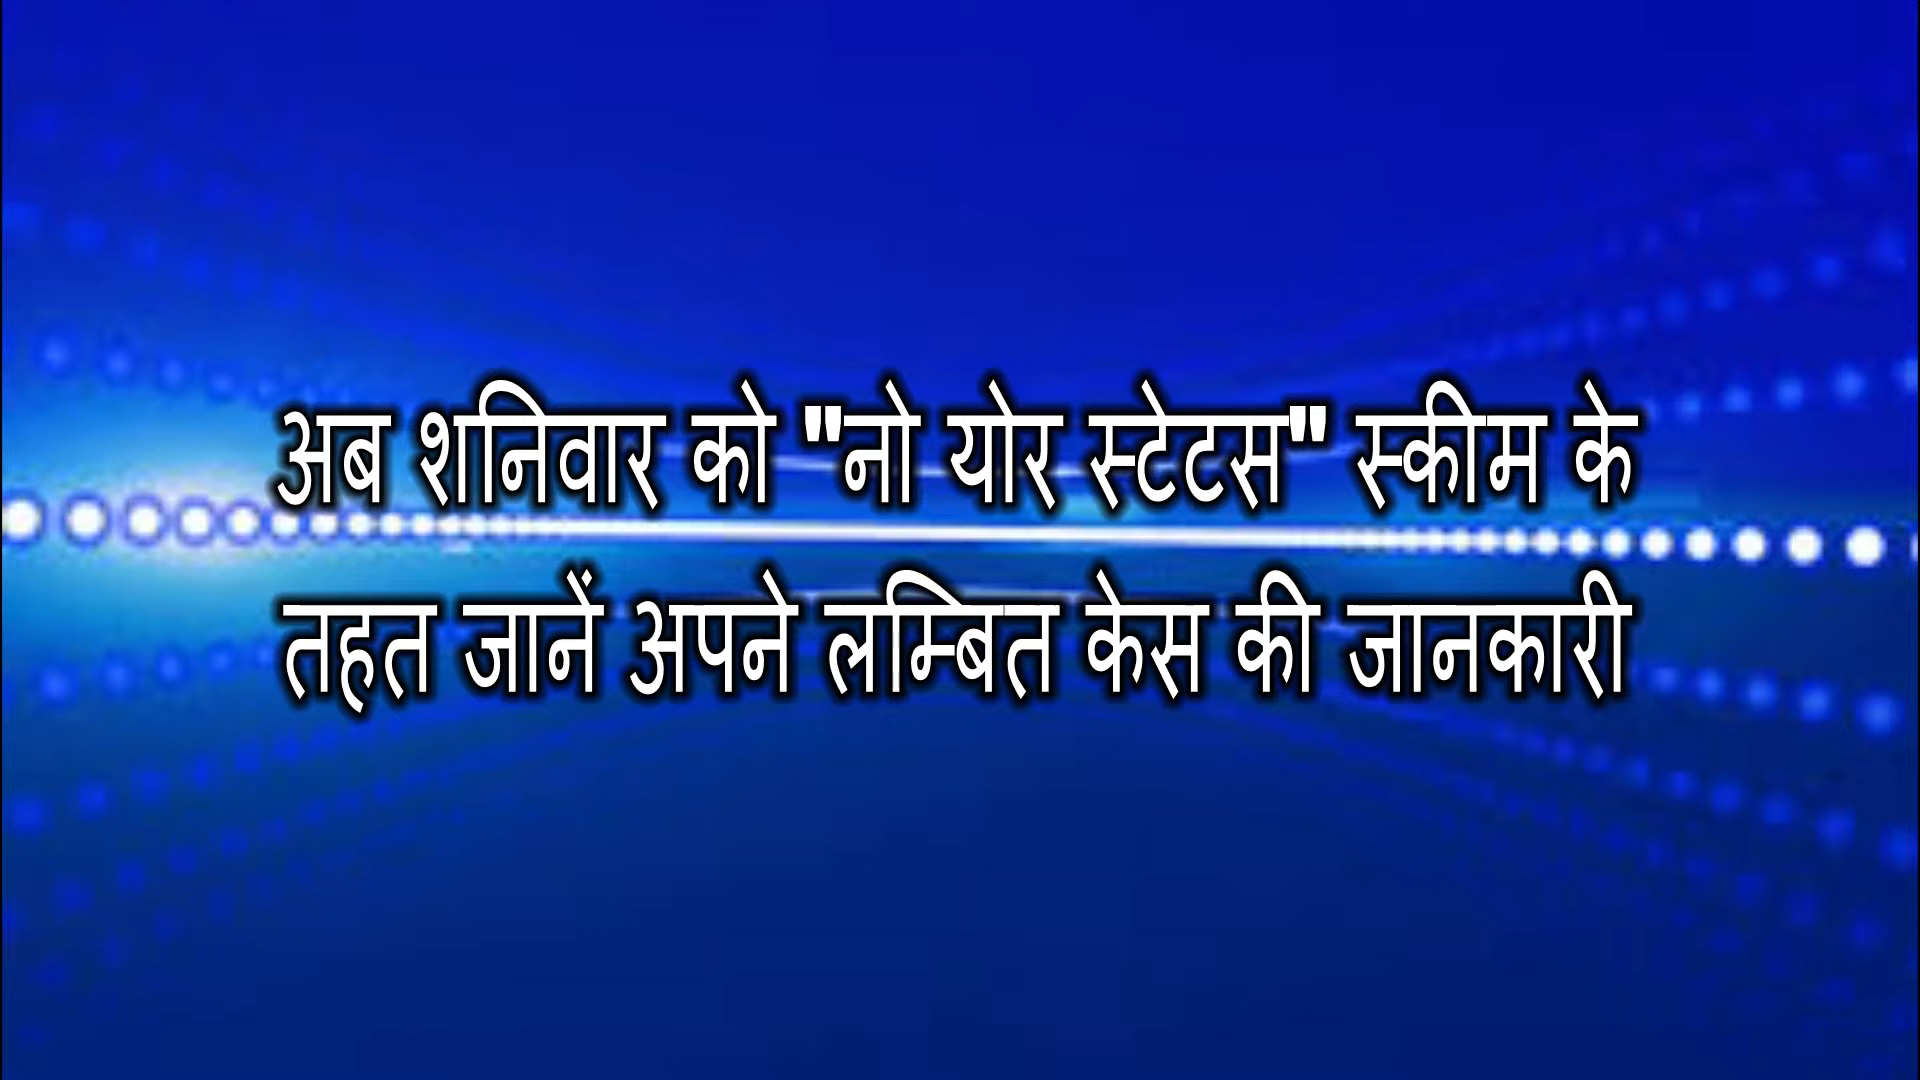 अब शनिवार को "नो योर स्टेटस" स्कीम के
तहत जानें अपने लम्बित केस की जानकारी